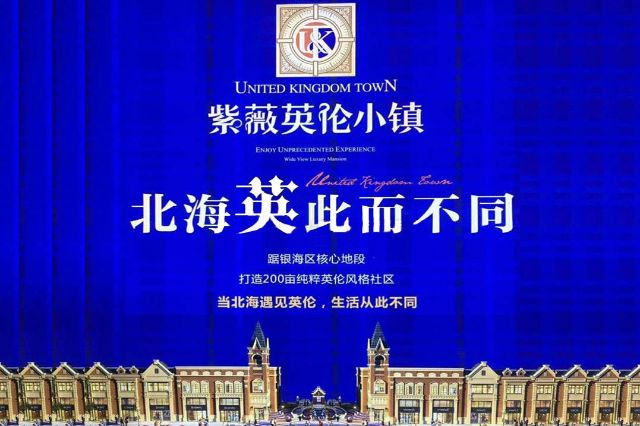 UK
UNITED KINGDOM TOWN
紫薇英伦小镇
ENJOY UNPRECEDENTED EXPERIENCE
Wide View Luxury Mansion
United Kingdom Town
北海英此而不同
踞银海区核心地段
打造200亩纯粹英伦风格社区
当北海遇见英伦，生活从此不同